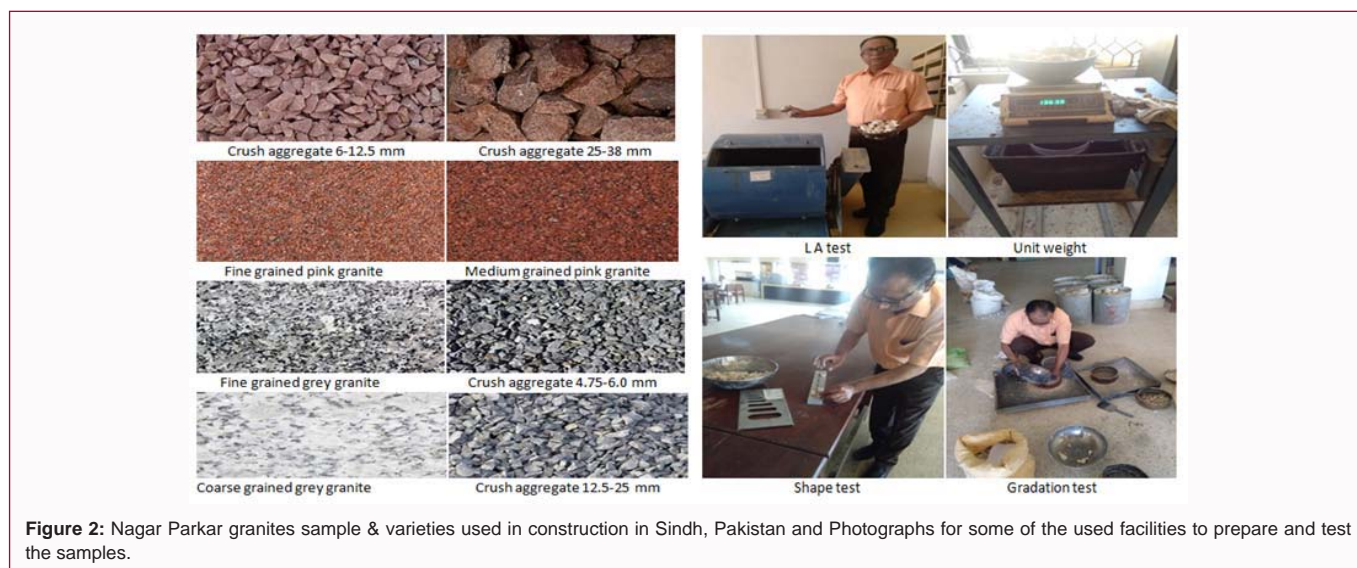 Crush aggregate 6-12.5 mm
Crush aggregate 25-38 mm
Fine grained pink granite
Medium grained pink granite
Fine grained grey granite
Crush aggregate 4.75-6.0 mm
Coarse grained grey granite
Crush aggregate 12.5-25 mm
L A test
Unit weight
Shape test
Gradation test
Figure 2: Nagar Parkar granites sample & varieties used in construction in Sindh, Pakistan and Photographs for some of the used facilities to prepare and test
the samples.